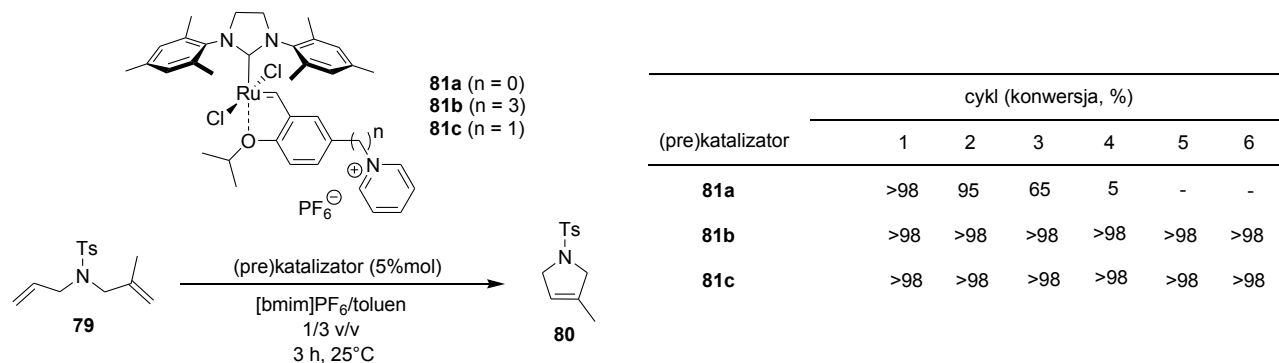 N N
Cl
Ru
Cl
O
n
N
⊕
PF6⊖
81a (n = 0)
81b (n = 3)
81c (n = 1)
Ts
N
79
(pre)katalizator (5%mol)
[bmim]PF6/toluen
1/3 v/v
3 h, 25°C
Ts
N
80
cykl (konwersja, %)
(pre)katalizator 1 2 3 4 5 6
81a >98 95 65 5 - -
81b >98 >98 >98 >98 >98 >98
81c >98 >98 >98 >98 >98 >98